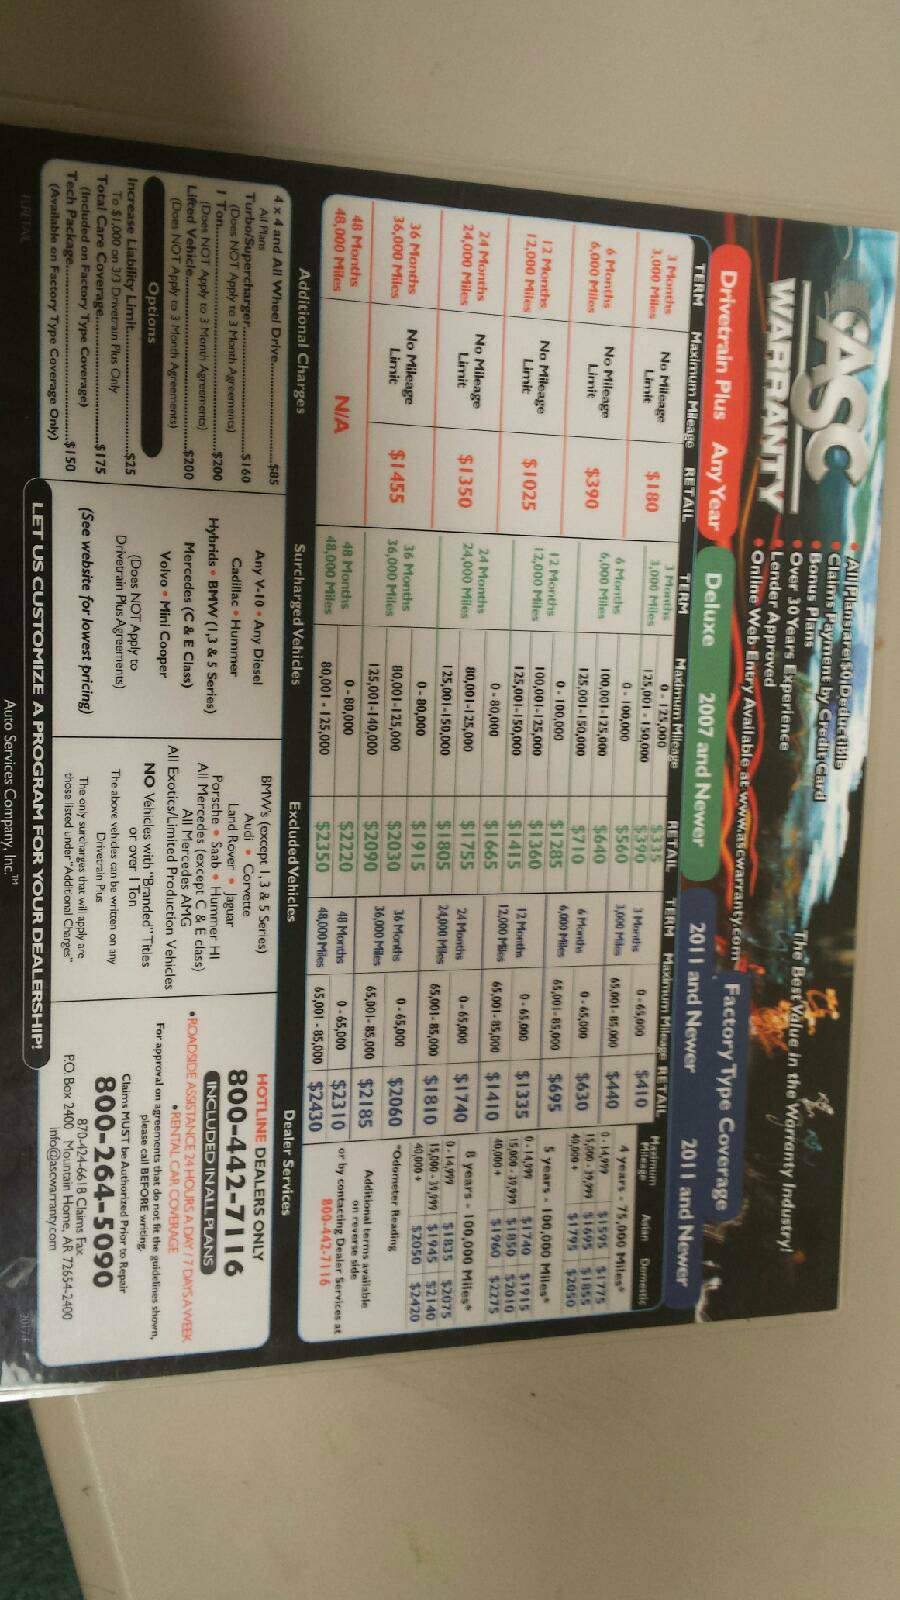 ASC
WARRANTY
• All Plans are $0 Deductible
• Claims Payment by Credit Card
• Bonus Plans
• Over 30 Years Experience
• Lender Approved
• Online Web Entry Available at www.ascwarranty.com
The Best Value in the Warranty Industry!
Drivetrain Plus Any Year
TERM Maximum Mileage RETAIL
3 Months 3,000 Miles No Mileage Limit $180
6 Months 6,000 Miles No Mileage Limit $390
12 Months 12,000 Miles No Mileage Limit $1025
24 Months 24,000 Miles No Mileage Limit $1350
36 Months 36,000 Miles No Mileage Limit $1455
48 Months 48,000 Miles N/A
Deluxe 2007 and Newer
TERM Maximum Mileage RETAIL
3 Months 3,000 Miles
0 - 125,000 $335
125,001 - 150,000 $390
6 Months 6,000 Miles
0 - 100,000 $560
100,001-125,000 $640
125,001-150,000 $710
12 Months 12,000 Miles
0 - 100,000 $1285
100,001-125,000 $1360
125,001-150,000 $1415
24 Months 24,000 Miles
0 - 80,000 $1665
80,001-125,000 $1755
125,001-150,000 $1805
36 Months 36,000 Miles
0 - 80,000 $1915
80,001-125,000 $2030
125,001-140,000 $2090
48 Months 48,000 Miles
0 - 80,000 $2220
80,001 - 125,000 $2350
Factory Type Coverage
2011 and Newer
TERM Maximum Mileage RETAIL
3 Months 3,000 Miles
0-65,000 $410
65,001-85,000 $440
6 Months 6,000 Miles
0-65,000 $630
65,001-85,000 $695
12 Months 12,000 Miles
0-65,000 $1335
65,001-85,000 $1410
24 Months 24,000 Miles
0-65,000 $1740
65,001-85,000 $1810
36 Months 36,000 Miles
0-65,000 $2060
65,001-85,000 $2185
48 Months 48,000 Miles
0-65,000 $2310
65,001-85,000 $2430
2011 and Newer
Maximum Mileage Asian Domestic
4 years - 75,000 Miles*
0 - 14,999 $1595 $1775
15,000 - 39,999 $1695 $1855
40,000 + $1795 $2050
5 years - 100,000 Miles*
0 - 14,999 $1740 $1915
15,000 - 39,999 $1850 $2010
40,000 + $1960 $2275
8 years - 100,000 Miles*
0 - 14,999 $1835 $2075
15,000 - 39,999 $1945 $2140
40,000 + $2050 $2420
*Odometer Reading
Additional terms available
on reverse side
or by contacting Dealer Services at
800-442-7116
Additional Charges
4 x 4 and All Wheel Drive...$85
All Plans
Turbo/Supercharger...$160
(Does NOT Apply to 3 Month Agreements)
1 Ton...$200
(Does NOT Apply to 3 Month Agreements)
Lifted Vehicle...$200
(Does NOT Apply to 3 Month Agreements)
Options
Increase Liability Limit...$25
To $1,000 on 3/3 Drivetrain Plus Only
Total Care Coverage...$175
(Included on Factory Type Coverage)
Tech Package...$150
(Available on Factory Type Coverage Only)
Surcharged Vehicles
Any V-10 • Any Diesel
Cadillac • Hummer
Hybrids • BMW (1,3 & 5 Series)
Mercedes (C & E Class)
Volvo • Mini Cooper
(Does NOT Apply to
Drivetrain Plus Agreements)
(See website for lowest pricing)
Excluded Vehicles
BMW's (except 1,3 & 5 Series)
Audi • Corvette
Land Rover • Jaguar
Porsche • Saab • Hummer H1
All Mercedes (except C & E class)
All Mercedes AMG
All Exotics/Limited Production Vehicles
NO Vehicles with "Branded" Titles
or over 1 Ton
The above vehicles can be written on any
Drivetrain Plus
The only surcharges that will apply are
those listed under "Additional Charges"
Dealer Services
HOTLINE DEALERS ONLY
800-442-7116
INCLUDED IN ALL PLANS
• ROADSIDE ASSISTANCE 24 HOURS A DAY / 7 DAYS A WEEK
• RENTAL CAR COVERAGE
For approval on agreements that do not fit the guidelines shown,
please call BEFORE writing.
Claims MUST be Authorized Prior to Repair
800-264-5090
870-424-6618 Claims Fax
P.O. Box 2400 Mountain Home, AR 72654-2400
info@ascwarranty.com
LET US CUSTOMIZE A PROGRAM FOR YOUR DEALERSHIP!
Auto Services Company, Inc.™